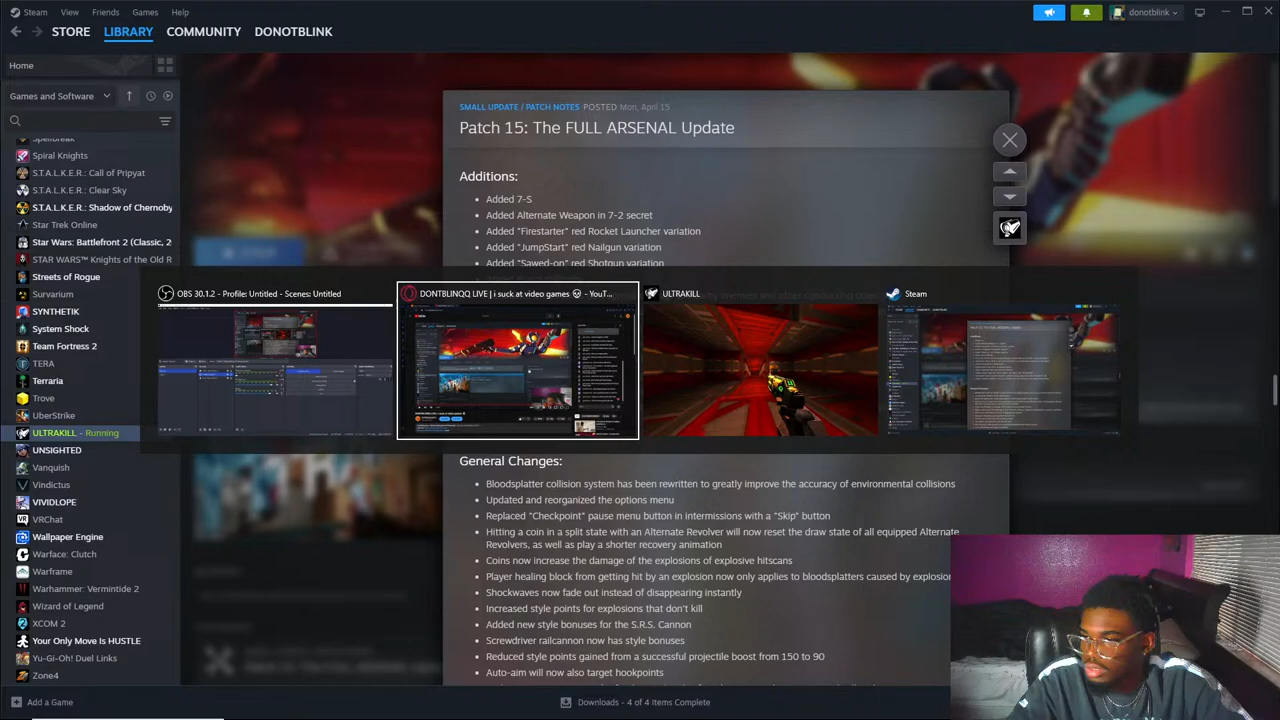 Steam View Friends Games Help
donotblink
STORE LIBRARY COMMUNITY DONOTBLINK
Home
Games and Software
Spellbreak
Spiral Knights
S.T.A.L.K.E.R.: Call of Pripyat
S.T.A.L.K.E.R.: Clear Sky
S.T.A.L.K.E.R.: Shadow of Chernoby
Star Trek Online
Star Wars: Battlefront 2 (Classic, 2
STAR WARS™ Knights of the Old R
Streets of Rogue
Survarium
SYNTHETIK
System Shock
Team Fortress 2
TERA
Terraria
Trove
UberStrike
ULTRAKILL - Running
UNSIGHTED
Vanquish
Vindictus
VIVIDLOPE
VRChat
Wallpaper Engine
Warface: Clutch
Warframe
Warhammer: Vermintide 2
Wizard of Legend
XCOM 2
Your Only Move Is HUSTLE
Yu-Gi-Oh! Duel Links
Zone4
Add a Game
SMALL UPDATE / PATCH NOTES POSTED Mon, April 15
Patch 15: The FULL ARSENAL Update
Additions:
Added 7-S
Added Alternate Weapon in 7-2 secret
Added "Firestarter" red Rocket Launcher variation
Added "JumpStart" red Nailgun variation
Added "Sawed-on" red Shotgun variation
OBS 30.1.2 - Profile: Untitled - Scenes: Untitled
DONTBLINQQ LIVE | i suck at video games 💀 - YouT...
ULTRAKILL
Steam
General Changes:
Bloodsplatter collision system has been rewritten to greatly improve the accuracy of environmental collisions
Updated and reorganized the options menu
Replaced "Checkpoint" pause menu button in intermissions with a "Skip" button
Hitting a coin in a split state with an Alternate Revolver will now reset the draw state of all equipped Alternate
Revolvers, as well as play a shorter recovery animation
Coins now increase the damage of the explosions of explosive hitscans
Player healing block from getting hit by an explosion now only applies to bloodsplatters caused by explosion
Shockwaves now fade out instead of disappearing instantly
Increased style points for explosions that don't kill
Added new style bonuses for the S.R.S. Cannon
Screwdriver railcannon now has style bonuses
Reduced style points gained from a successful projectile boost from 150 to 90
Auto-aim will now also target hookpoints
Downloads - 4 of 4 Items Complete